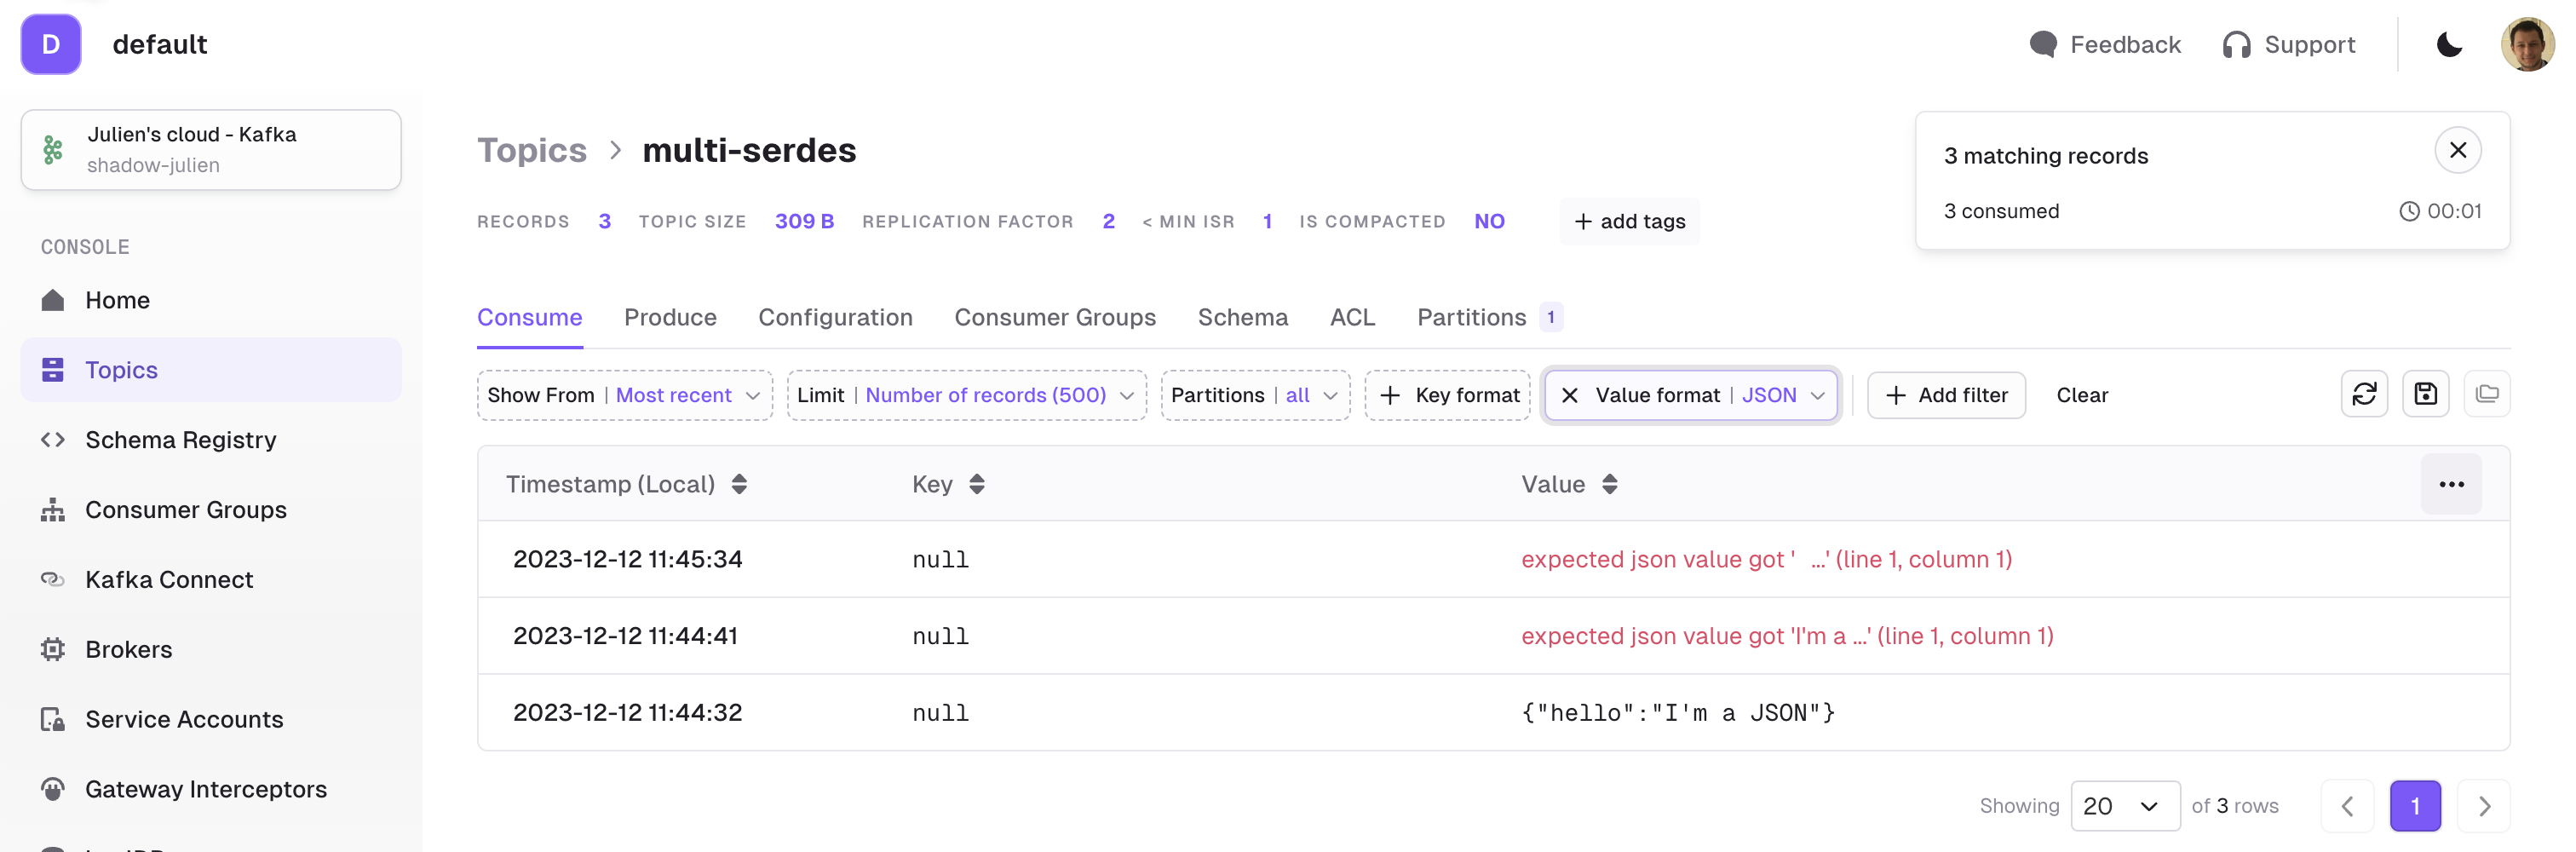 D default
Feedback Support
Julien's cloud - Kafka
shadow-julien
CONSOLE
Home
Topics
Schema Registry
Consumer Groups
Kafka Connect
Brokers
Service Accounts
Gateway Interceptors
Topics > multi-serdes
RECORDS 3 TOPIC SIZE 309 B REPLICATION FACTOR 2 < MIN ISR 1 IS COMPACTED NO + add tags
3 matching records
3 consumed 00:01
Consume Produce Configuration Consumer Groups Schema ACL Partitions 1
Show From | Most recent Limit | Number of records (500) Partitions | all + Key format × Value format | JSON + Add filter Clear
Timestamp (Local) Key Value ...
2023-12-12 11:45:34 null expected json value got '  ...' (line 1, column 1)
2023-12-12 11:44:41 null expected json value got 'I'm a ...' (line 1, column 1)
2023-12-12 11:44:32 null {"hello":"I'm a JSON"}
Showing 20 of 3 rows < 1 >